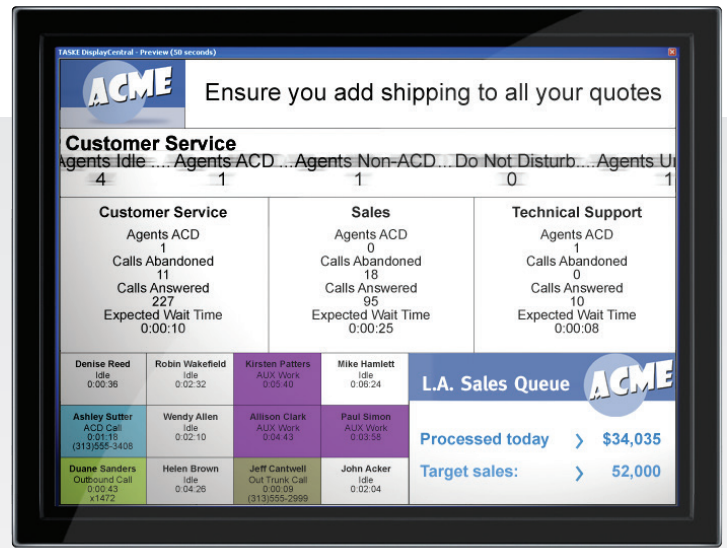 TASKE DisplayCentral - Preview (50 seconds)
ACME
Ensure you add shipping to all your quotes
Customer Service
Agents Idle .... Agents ACD ...Agents Non-ACD... Do Not Disturb.... Agents U
4 1 1 0 1
Customer Service
Agents ACD
1
Calls Abandoned
11
Calls Answered
227
Expected Wait Time
0:00:10
Sales
Agents ACD
0
Calls Abandoned
18
Calls Answered
95
Expected Wait Time
0:00:25
Technical Support
Agents ACD
1
Calls Abandoned
0
Calls Answered
10
Expected Wait Time
0:00:08
Denise Reed
Idle
0:00:36
Robin Wakefield
Idle
0:02:32
Kirsten Patters
AUX Work
0:05:40
Mike Hamlett
Idle
0:06:24
Ashley Sutter
ACD Call
0:01:18
(313)555-3408
Wendy Allen
Idle
0:02:10
Allison Clark
AUX Work
0:04:43
Paul Simon
AUX Work
0:03:58
Duane Sanders
Outbound Call
0:00:43
x1472
Helen Brown
Idle
0:04:26
Jeff Cantwell
Out Trunk Call
0:00:09
(313)555-2999
John Acker
Idle
0:02:04
L.A. Sales Queue
ACME
Processed today > $34,035
Target sales: > 52,000